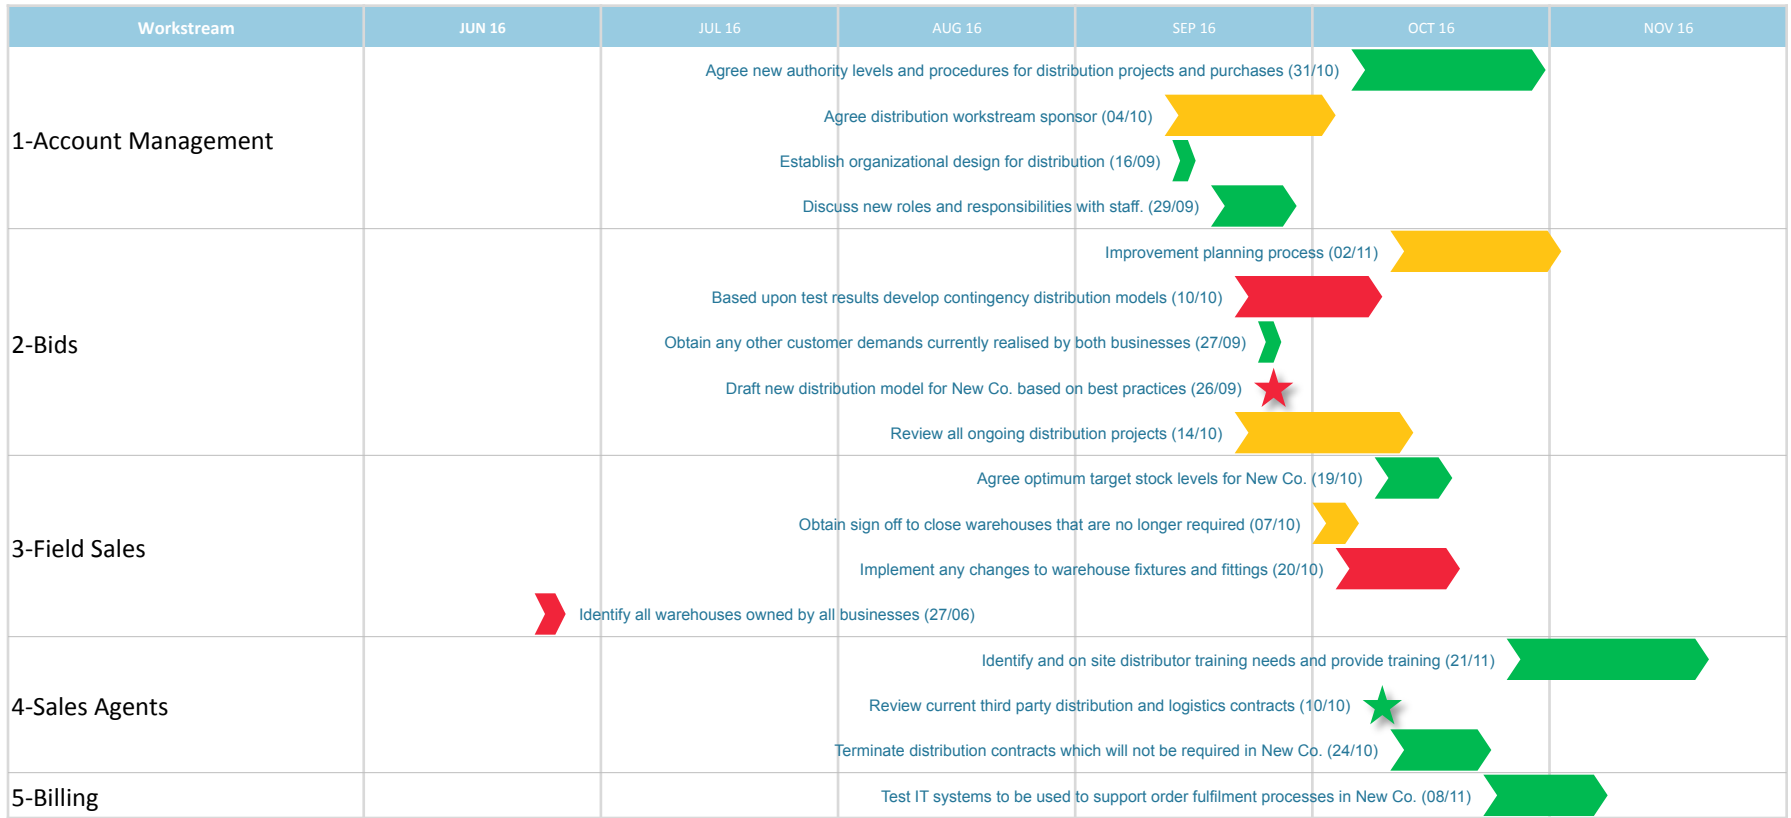 Workstream
JUN 16
JUL 16
AUG 16
SEP 16
OCT 16
NOV 16
1-Account Management
Agree new authority levels and procedures for distribution projects and purchases (31/10)
Agree distribution workstream sponsor (04/10)
Establish organizational design for distribution (16/09)
Discuss new roles and responsibilities with staff. (29/09)
2-Bids
Improvement planning process (02/11)
Based upon test results develop contingency distribution models (10/10)
Obtain any other customer demands currently realised by both businesses (27/09)
Draft new distribution model for New Co. based on best practices (26/09)
Review all ongoing distribution projects (14/10)
3-Field Sales
Agree optimum target stock levels for New Co. (19/10)
Obtain sign off to close warehouses that are no longer required (07/10)
Implement any changes to warehouse fixtures and fittings (20/10)
Identify all warehouses owned by all businesses (27/06)
4-Sales Agents
Identify and on site distributor training needs and provide training (21/11)
Review current third party distribution and logistics contracts (10/10)
Terminate distribution contracts which will not be required in New Co. (24/10)
5-Billing
Test IT systems to be used to support order fulfilment processes in New Co. (08/11)